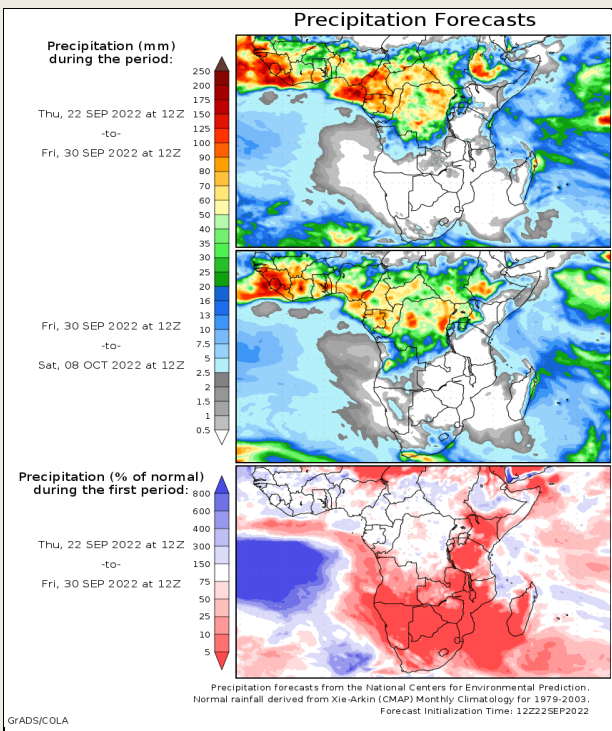 Precipitation Forecasts
Precipitation (mm)
during the period:
Thu, 22 SEP 2022 at 12Z
-to-
Fri, 30 SEP 2022 at 12Z
250
200
175
150
125
100
90
80
70
60
50
40
35
30
25
20
16
13
10
7.5
5
2.5
2
1.5
1
0.5
Fri, 30 SEP 2022 at 12Z
-to-
Sat, 08 OCT 2022 at 12Z
Precipitation (% of normal)
during the first period:
Thu, 22 SEP 2022 at 12Z
-to-
Fri, 30 SEP 2022 at 12Z
800
600
400
300
150
75
50
25
10
5
Precipitation forecasts from the National Centers for Environmental Prediction.
Normal rainfall derived from Xie-Arkin (CMAP) Monthly Climatology for 1979-2003.
Forecast Initialization Time: 12Z22SEP2022
GrADS/COLA